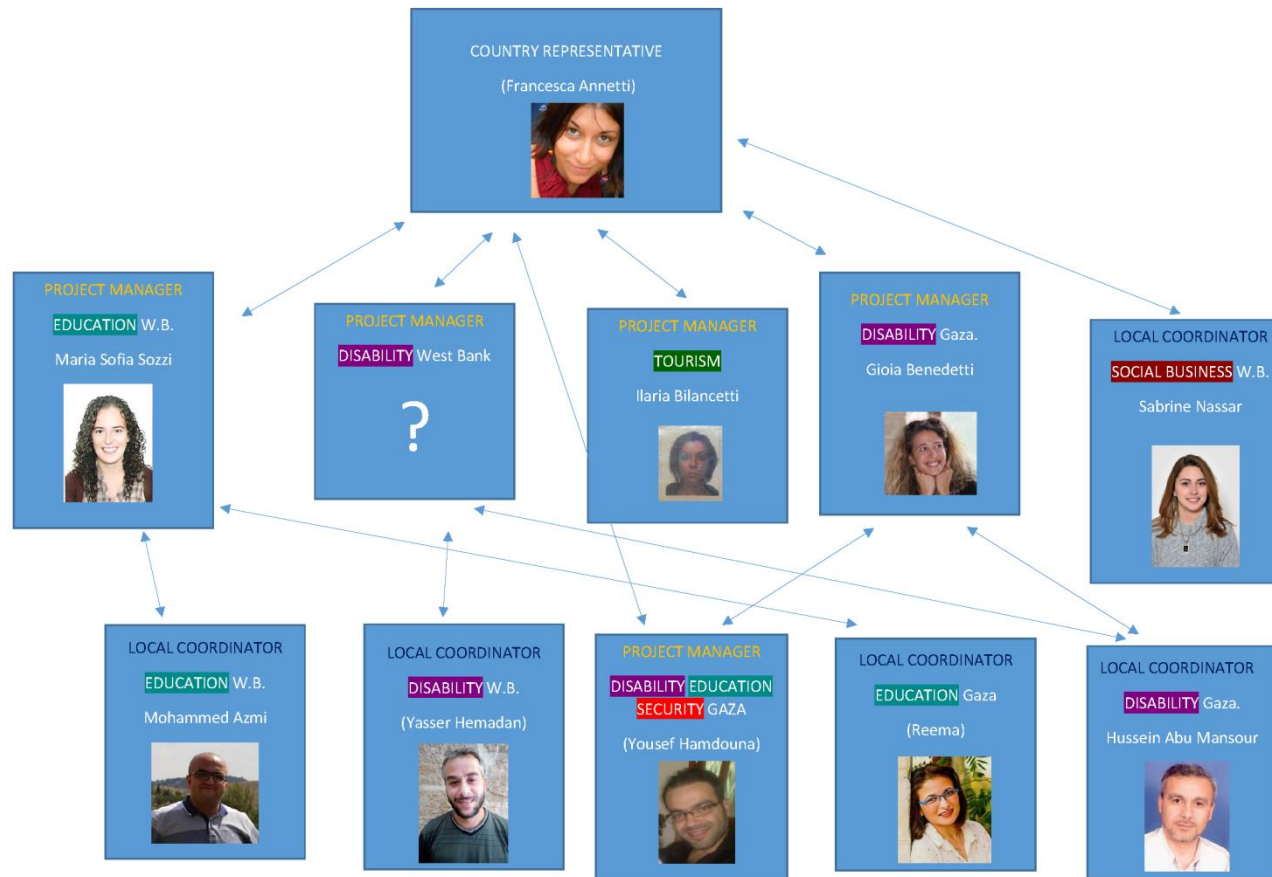 COUNTRY REPRESENTATIVE
(Francesca Annetti)
PROJECT MANAGER
EDUCATION W.B.
Maria Sofia Sozzi
PROJECT MANAGER
DISABILITY West Bank
?
PROJECT MANAGER
TOURISM
Ilaria Bilancetti
PROJECT MANAGER
DISABILITY Gaza.
Gioia Benedetti
LOCAL COORDINATOR
SOCIAL BUSINESS W.B.
Sabrine Nassar
LOCAL COORDINATOR
EDUCATION W.B.
Mohammed Azmi
LOCAL COORDINATOR
DISABILITY W.B.
(Yasser Hemadan)
PROJECT MANAGER
DISABILITY EDUCATION
SECURITY GAZA
(Yousef Hamdouna)
LOCAL COORDINATOR
EDUCATION Gaza
(Reema)
LOCAL COORDINATOR
DISABILITY Gaza.
Hussein Abu Mansour